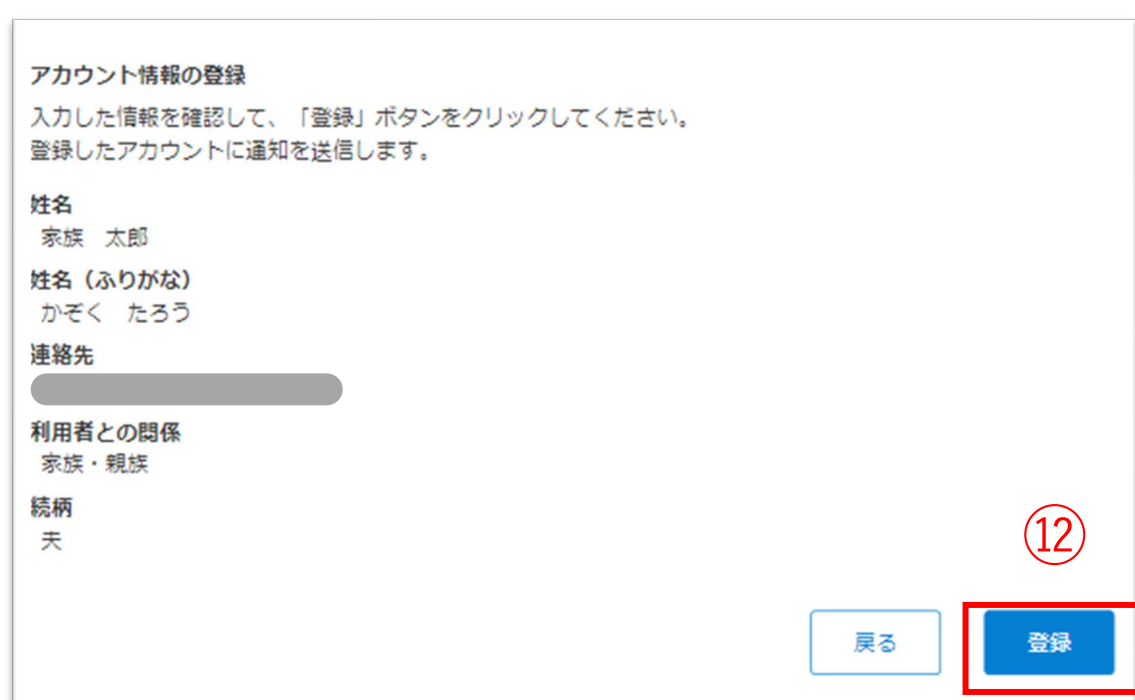 アカウント情報の登録
入力した情報を確認して、「登録」ボタンをクリックしてください。
登録したアカウントに通知を送信します。
姓名
家族　太郎
姓名（ふりがな）
かぞく　たろう
連絡先
利用者との関係
家族・親族
続柄
夫
⑫
戻る
登録